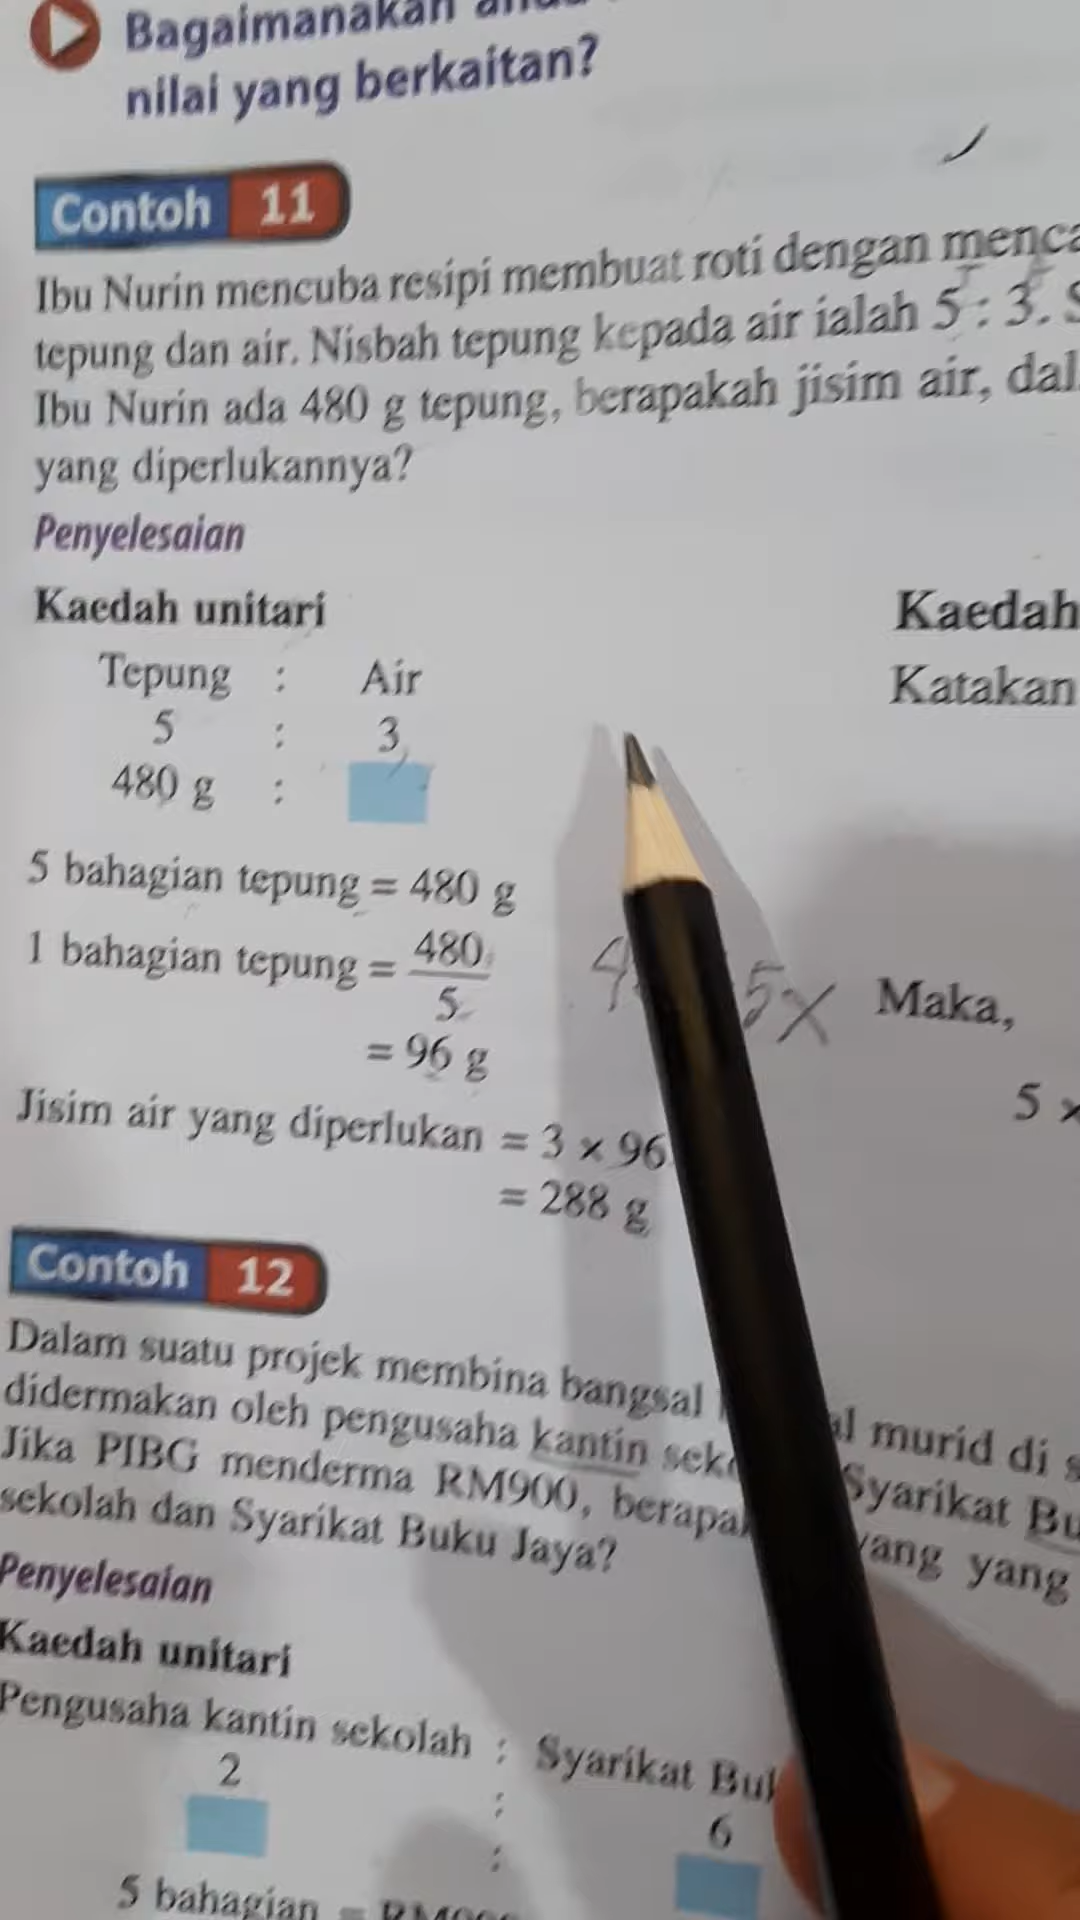 Bagaimanakah
nilai yang berkaitan?
Contoh 11
Ibu Nurin mencuba resipi membuat roti dengan
tepung dan air. Nisbah tepung kepada air ialah 5 : 3.
Ibu Nurin ada 480 g tepung, berapakah jisim air,
yang diperlukannya?
Penyelesaian
Kaedah unitari
Tepung : Air
5 : 3
480 g :
5 bahagian tepung = 480 g
1 bahagian tepung = 480/5
= 96 g
Jisim air yang diperlukan = 3 × 96
= 288 g
Kaedah
Katakan
5x
Maka,
5 ×
Contoh 12
Dalam suatu projek membina bangsal murid di
didermakan oleh pengusaha kantin Syarikat
Jika PIBG menderma RM900, yang
sekolah dan Syarikat Buku Jaya?
Penyelesaian
Kaedah unitari
Pengusaha kantin sekolah : Syarikat
2 : 6
:
5 bahagian =